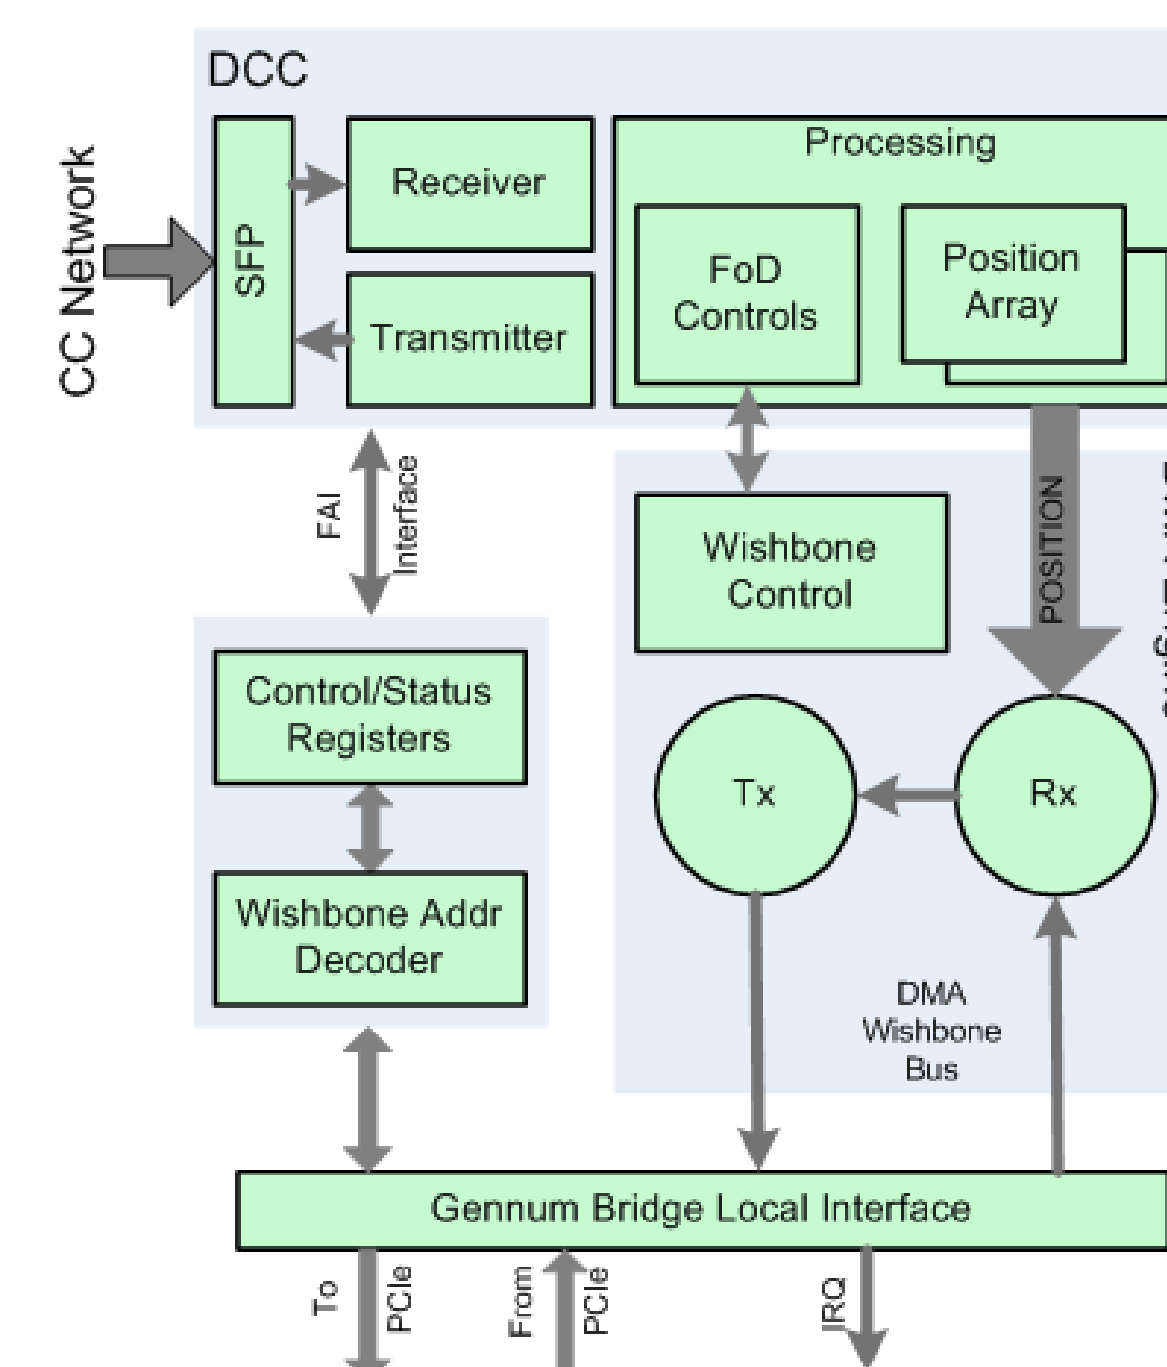 DCC
CC Network
SFP
Receiver
Transmitter
Processing
FoD
Controls
Position
Array
FAI
Interface
POSITION
Wishbone
Control
Control/Status
Registers
Wishbone Addr
Decoder
Tx
Rx
DMA
Wishbone
Bus
Gennum Bridge Local Interface
To
PCIe
From
PCIe
IRQ